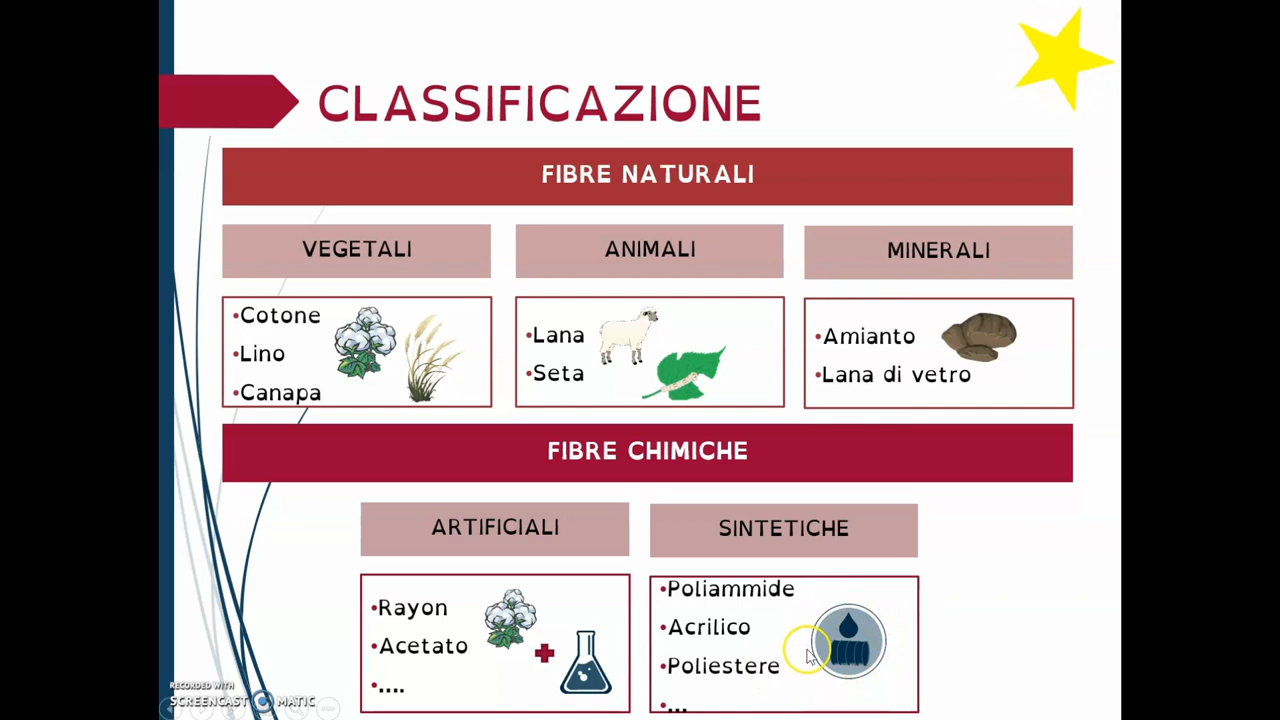 CLASSIFICAZIONE
FIBRE NATURALI
VEGETALI
•Cotone
•Lino
•Canapa
ANIMALI
•Lana
•Seta
MINERALI
•Amianto
•Lana di vetro
FIBRE CHIMICHE
ARTIFICIALI
•Rayon
•Acetato
•....
SINTETICHE
•Poliammide
•Acrilico
•Poliestere
•...
RECORDED WITH
SCREENCAST MATIC